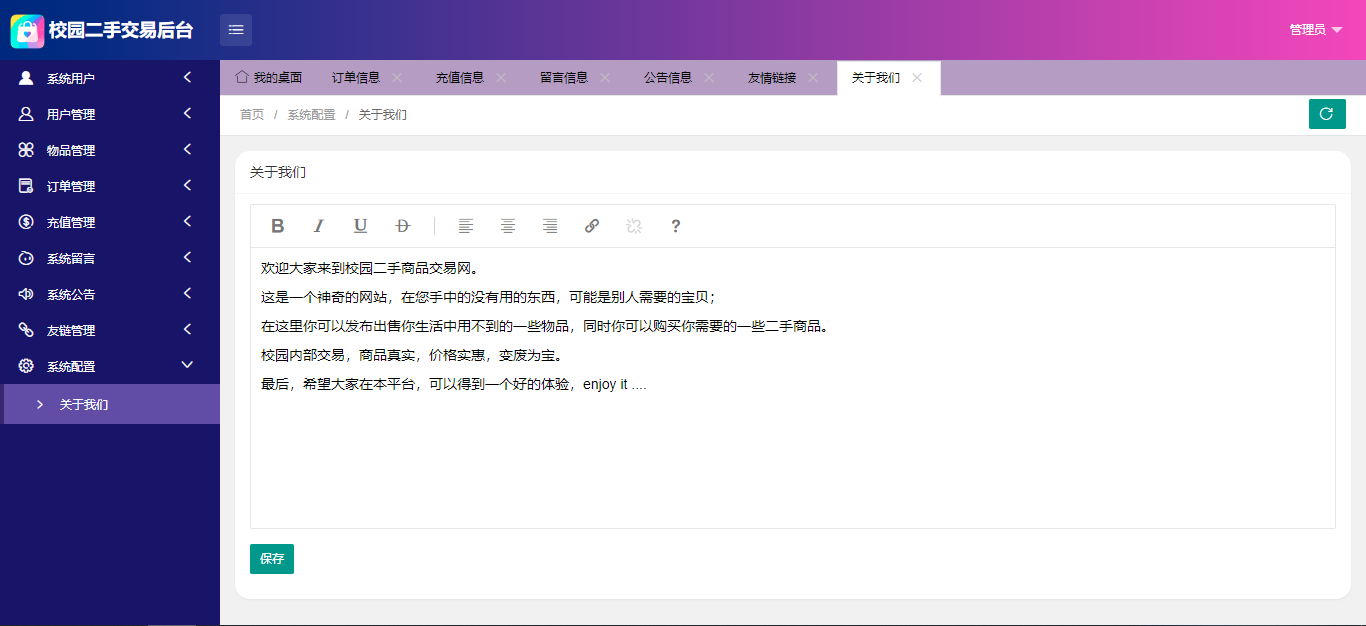 校园二手交易后台
管理员
系统用户
用户管理
物品管理
订单管理
充值管理
系统留言
系统公告
友链管理
系统配置
关于我们
我的桌面 订单信息 充值信息 留言信息 公告信息 友情链接 关于我们
首页 / 系统配置 / 关于我们
关于我们
B I U D ?
欢迎大家来到校园二手商品交易网。
这是一个神奇的网站，在您手中的没有用的东西，可能是别人需要的宝贝；
在这里你可以发布出售你生活中用不到的一些物品，同时你可以购买你需要的一些二手商品。
校园内部交易，商品真实，价格实惠，变废为宝。
最后，希望大家在本平台，可以得到一个好的体验，enjoy it ....
保存